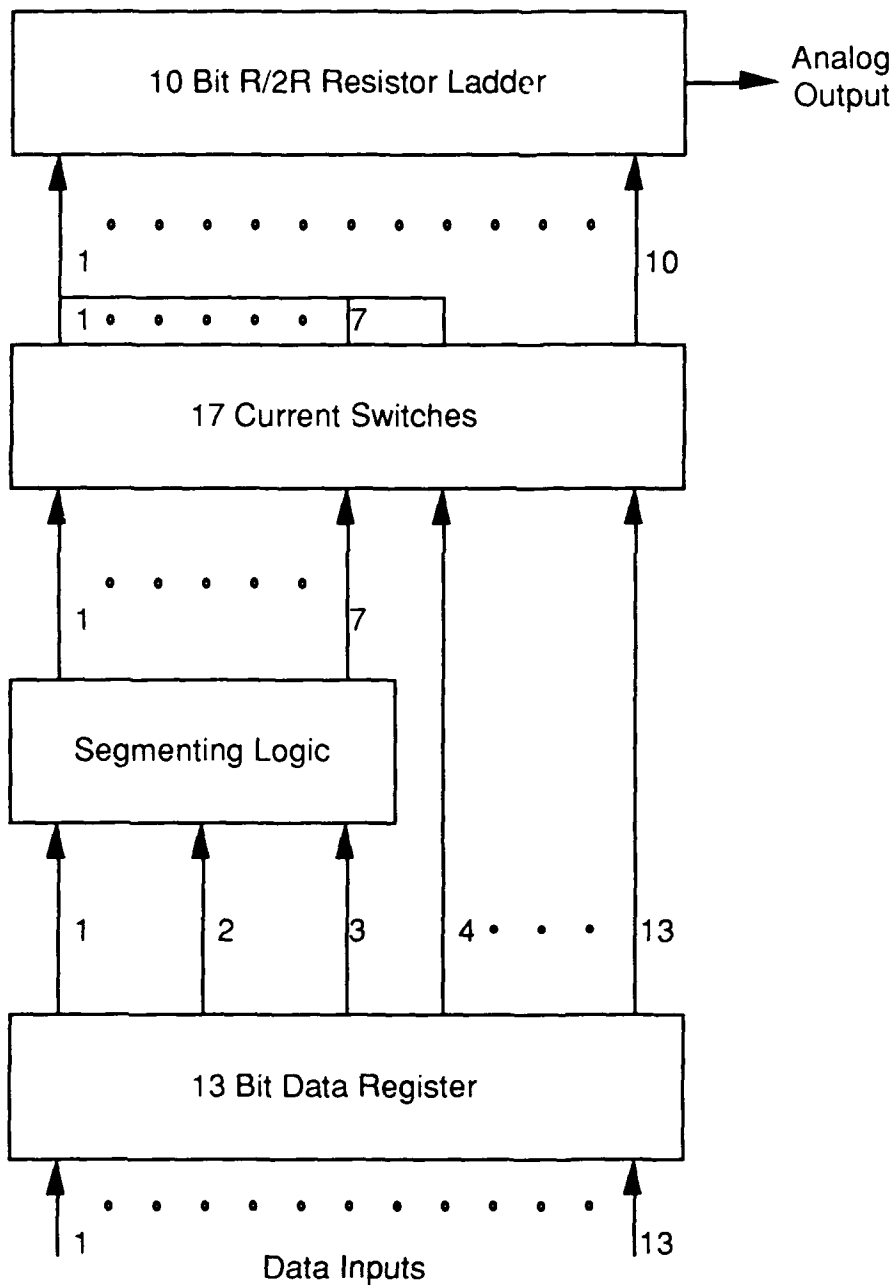 10 Bit R/2R Resistor Ladder
Analog
Output
1
10
1
7
17 Current Switches
1
7
Segmenting Logic
1
2
3
4
13
13 Bit Data Register
1
13
Data Inputs